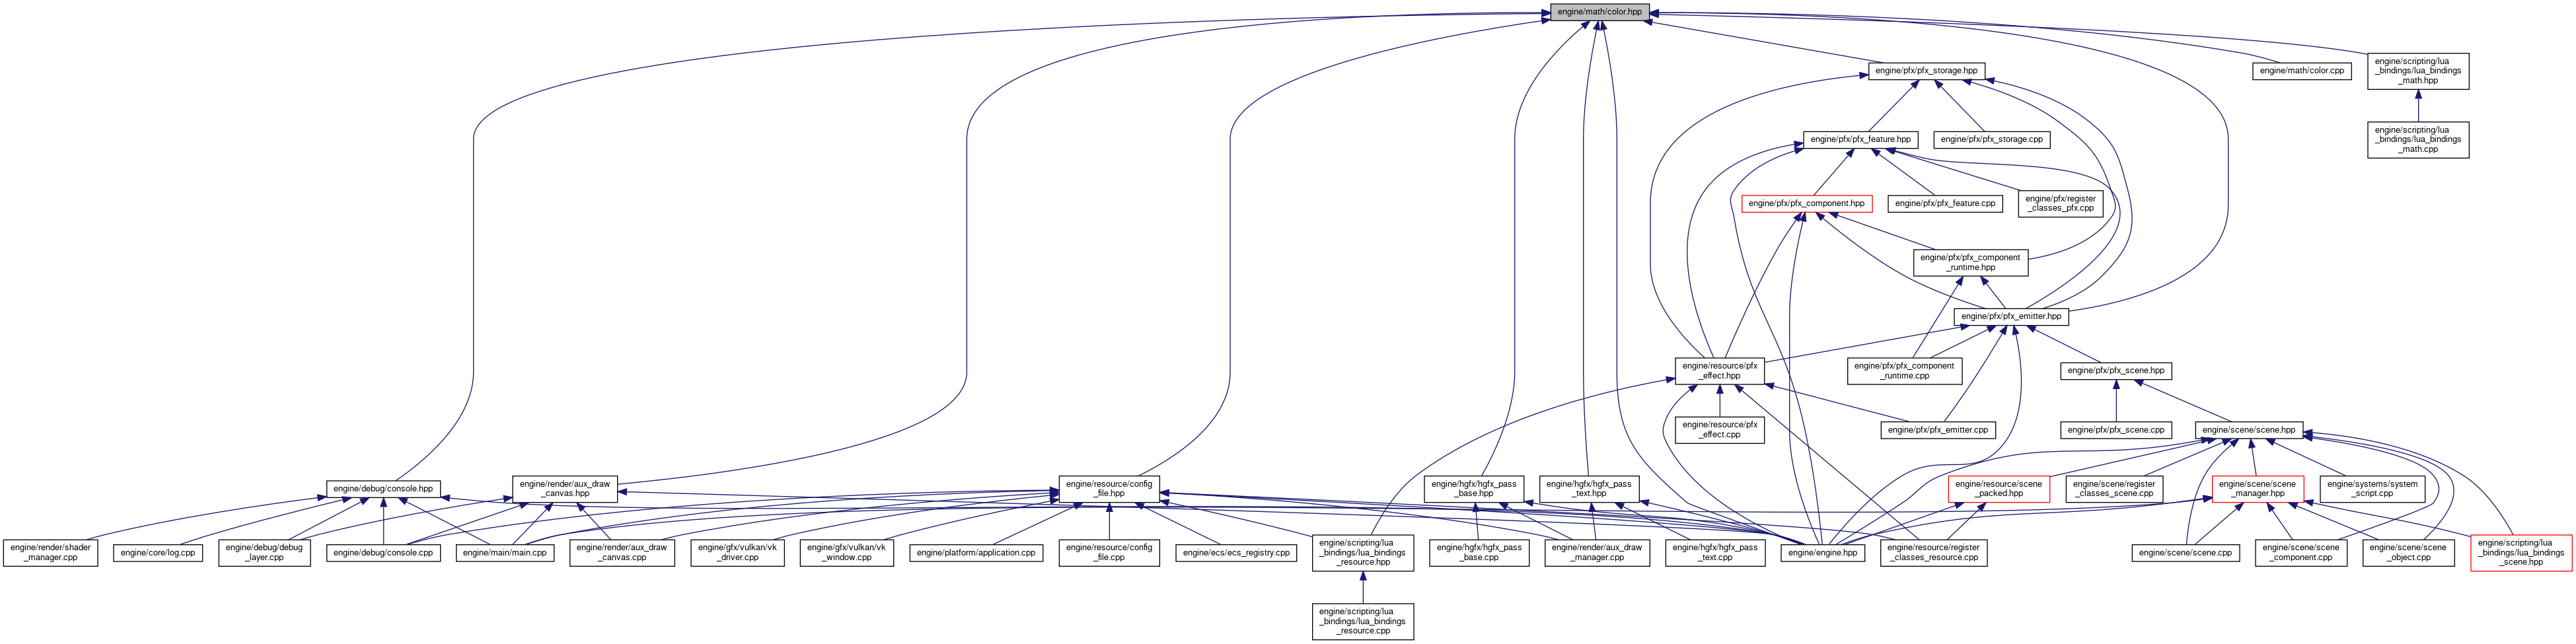 engine/math/color.hpp
engine/pfx/pfx_storage.hpp
engine/math/color.cpp
engine/scripting/lua
_bindings/lua_bindings
_math.hpp
engine/pfx/pfx_feature.hpp
engine/pfx/pfx_storage.cpp
engine/scripting/lua
_bindings/lua_bindings
_math.cpp
engine/pfx/pfx_component.hpp
engine/pfx/pfx_feature.cpp
engine/pfx/register
_classes_pfx.cpp
engine/pfx/pfx_component
_runtime.hpp
engine/pfx/pfx_emitter.hpp
engine/resource/pfx
_effect.hpp
engine/pfx/pfx_component
_runtime.cpp
engine/pfx/pfx_scene.hpp
engine/resource/pfx
_effect.cpp
engine/pfx/pfx_emitter.cpp
engine/pfx/pfx_scene.cpp
engine/scene/scene.hpp
engine/debug/console.hpp
engine/render/aux_draw
_canvas.hpp
engine/resource/config
_file.hpp
engine/hgfx/hgfx_pass
_base.hpp
engine/hgfx/hgfx_pass
_text.hpp
engine/resource/scene
_packed.hpp
engine/scene/register
_classes_scene.cpp
engine/scene/scene
_manager.hpp
engine/systems/system
_script.cpp
engine/render/shader
_manager.cpp
engine/core/log.cpp
engine/debug/debug
_layer.cpp
engine/debug/console.cpp
engine/main/main.cpp
engine/render/aux_draw
_canvas.cpp
engine/gfx/vulkan/vk
_driver.cpp
engine/gfx/vulkan/vk
_window.cpp
engine/platform/application.cpp
engine/resource/config
_file.cpp
engine/ecs/ecs_registry.cpp
engine/scripting/lua
_bindings/lua_bindings
_resource.hpp
engine/hgfx/hgfx_pass
_base.cpp
engine/render/aux_draw
_manager.cpp
engine/hgfx/hgfx_pass
_text.cpp
engine/engine.hpp
engine/resource/register
_classes_resource.cpp
engine/scene/scene.cpp
engine/scene/scene
_component.cpp
engine/scene/scene
_object.cpp
engine/scripting/lua
_bindings/lua_bindings
_scene.hpp
engine/scripting/lua
_bindings/lua_bindings
_resource.cpp